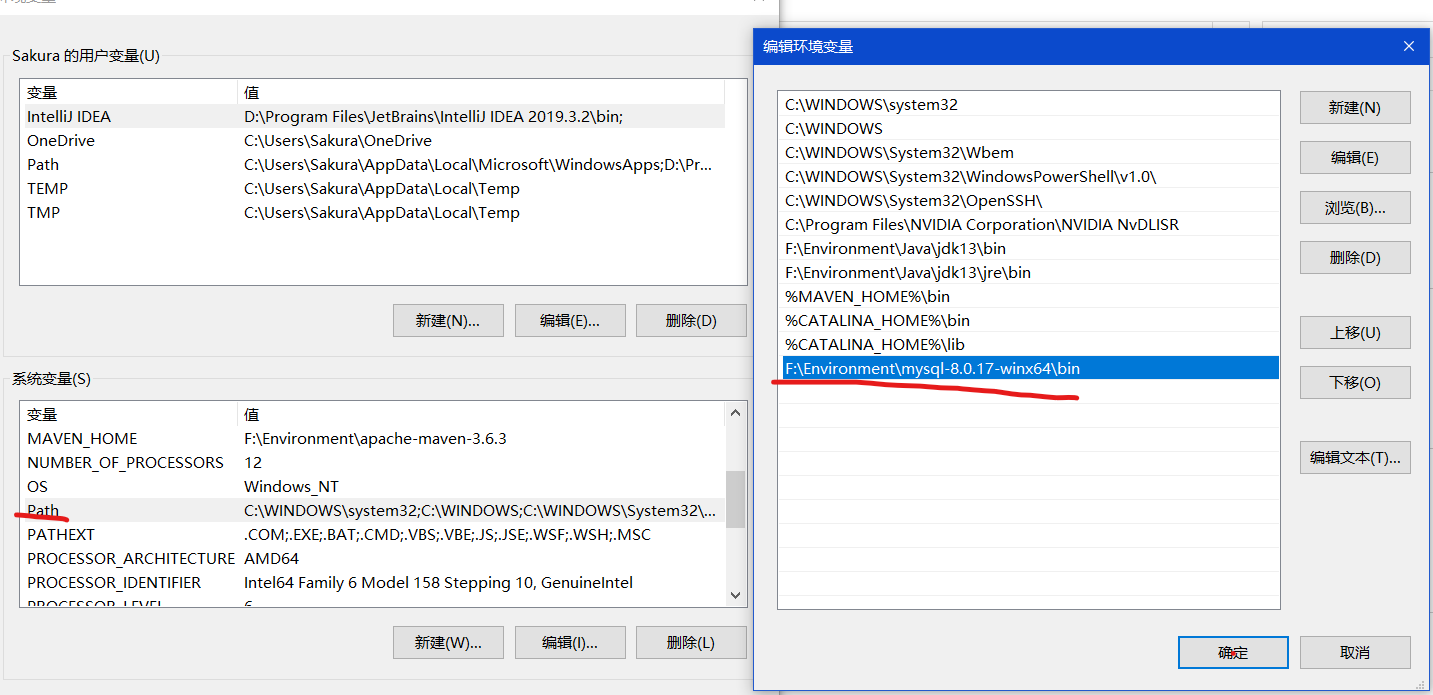 Sakura 的用户变量(U)
变量 值
IntelliJ IDEA D:\Program Files\JetBrains\IntelliJ IDEA 2019.3.2\bin;
OneDrive C:\Users\Sakura\OneDrive
Path C:\Users\Sakura\AppData\Local\Microsoft\WindowsApps;D:\Pr...
TEMP C:\Users\Sakura\AppData\Local\Temp
TMP C:\Users\Sakura\AppData\Local\Temp
新建(N)... 编辑(E)... 删除(D)
系统变量(S)
变量 值
MAVEN_HOME F:\Environment\apache-maven-3.6.3
NUMBER_OF_PROCESSORS 12
OS Windows_NT
Path C:\WINDOWS\system32;C:\WINDOWS;C:\WINDOWS\System32\...
PATHEXT .COM;.EXE;.BAT;.CMD;.VBS;.VBE;.JS;.JSE;.WSF;.WSH;.MSC
PROCESSOR_ARCHITECTURE AMD64
PROCESSOR_IDENTIFIER Intel64 Family 6 Model 158 Stepping 10, GenuineIntel
PROCESSOR_LEVEL 6
新建(W)... 编辑(I)... 删除(L)
编辑环境变量
C:\WINDOWS\system32
C:\WINDOWS
C:\WINDOWS\System32\Wbem
C:\WINDOWS\System32\WindowsPowerShell\v1.0\
C:\WINDOWS\System32\OpenSSH\
C:\Program Files\NVIDIA Corporation\NVIDIA NvDLISR
F:\Environment\Java\jdk13\bin
F:\Environment\Java\jdk13\jre\bin
%MAVEN_HOME%\bin
%CATALINA_HOME%\bin
%CATALINA_HOME%\lib
F:\Environment\mysql-8.0.17-winx64\bin
新建(N)
编辑(E)
浏览(B)...
删除(D)
上移(U)
下移(O)
编辑文本(T)...
确定 取消